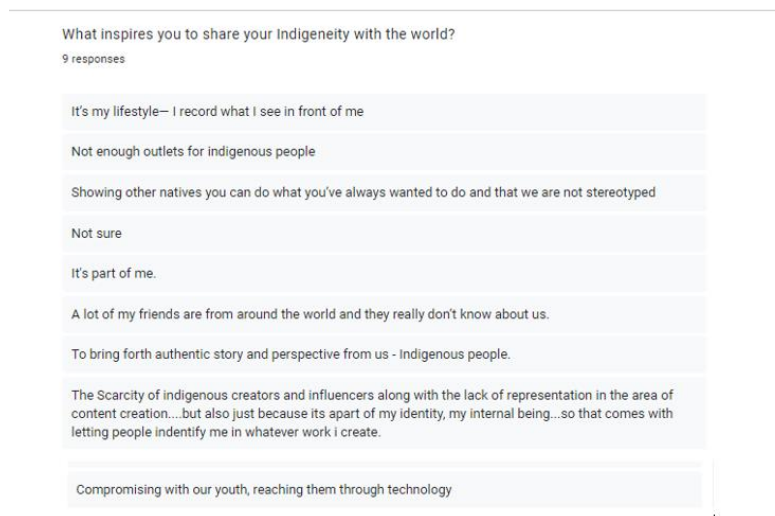 What inspires you to share your Indigeneity with the world?
9 responses
It's my lifestyle— I record what I see in front of me
Not enough outlets for indigenous people
Showing other natives you can do what you've always wanted to do and that we are not stereotyped
Not sure
It's part of me.
A lot of my friends are from around the world and they really don't know about us.
To bring forth authentic story and perspective from us - Indigenous people.
The Scarcity of indigenous creators and influencers along with the lack of representation in the area of
content creation....but also just because its apart of my identity, my internal being...so that comes with
letting people indentify me in whatever work i create.
Compromising with our youth, reaching them through technology